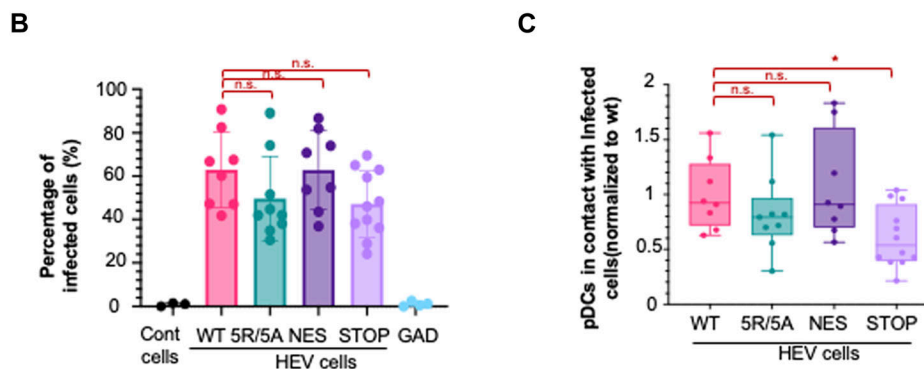 B
Percentage of
infected cells (%)
100
80
60
40
20
0
n.s.
n.s.
n.s.
Cont
cells
WT 5R/5A NES STOP GAD
HEV cells
C
pDCs in contact with Infected
cells(normalized to wt)
2
1.5
1
0.5
0
*
n.s.
n.s.
WT 5R/5A NES STOP
HEV cells